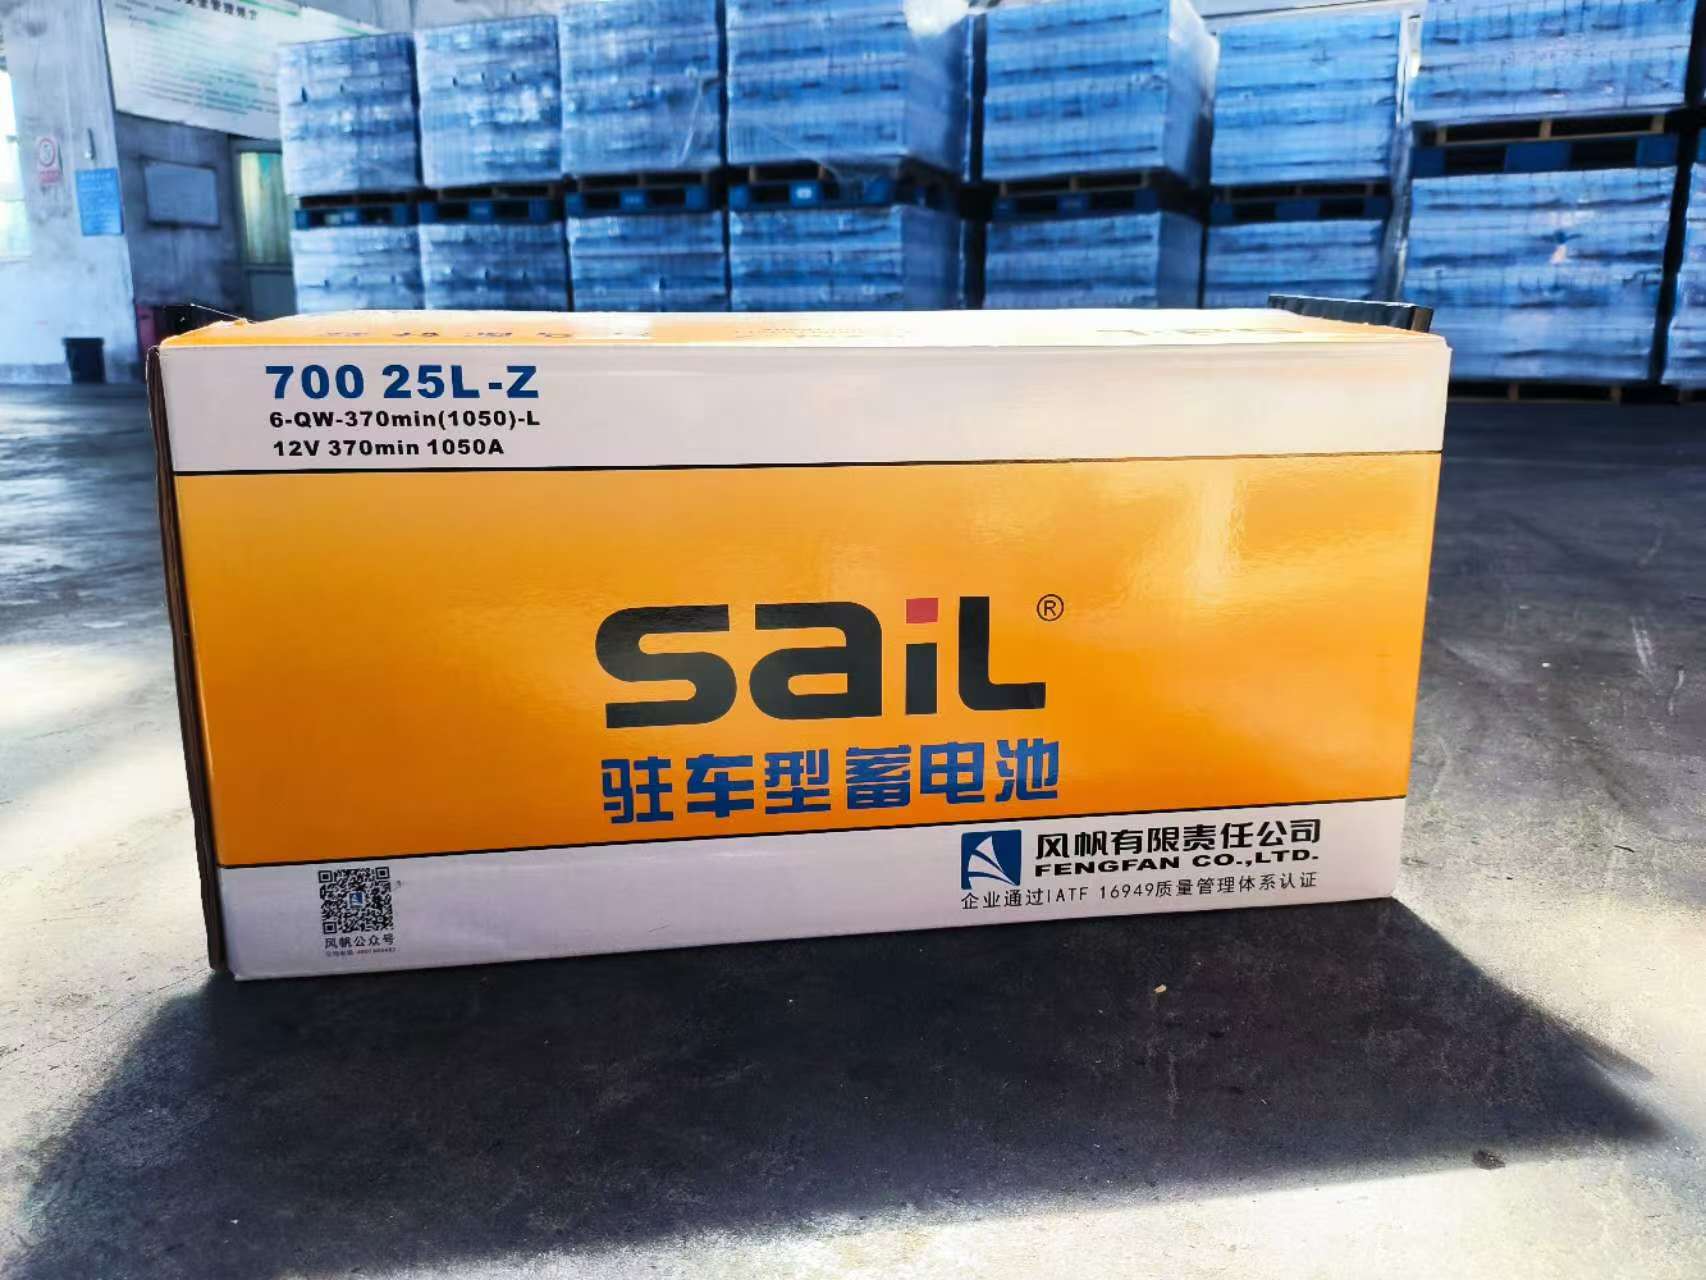 700 25L-Z
6-QW-370min(1050)-L
12V 370min 1050A
sail®
驻车型蓄电池
风帆有限责任公司
FENGFAN CO.,LTD.
企业通过IATF 16949质量管理体系认证
风帆公众号